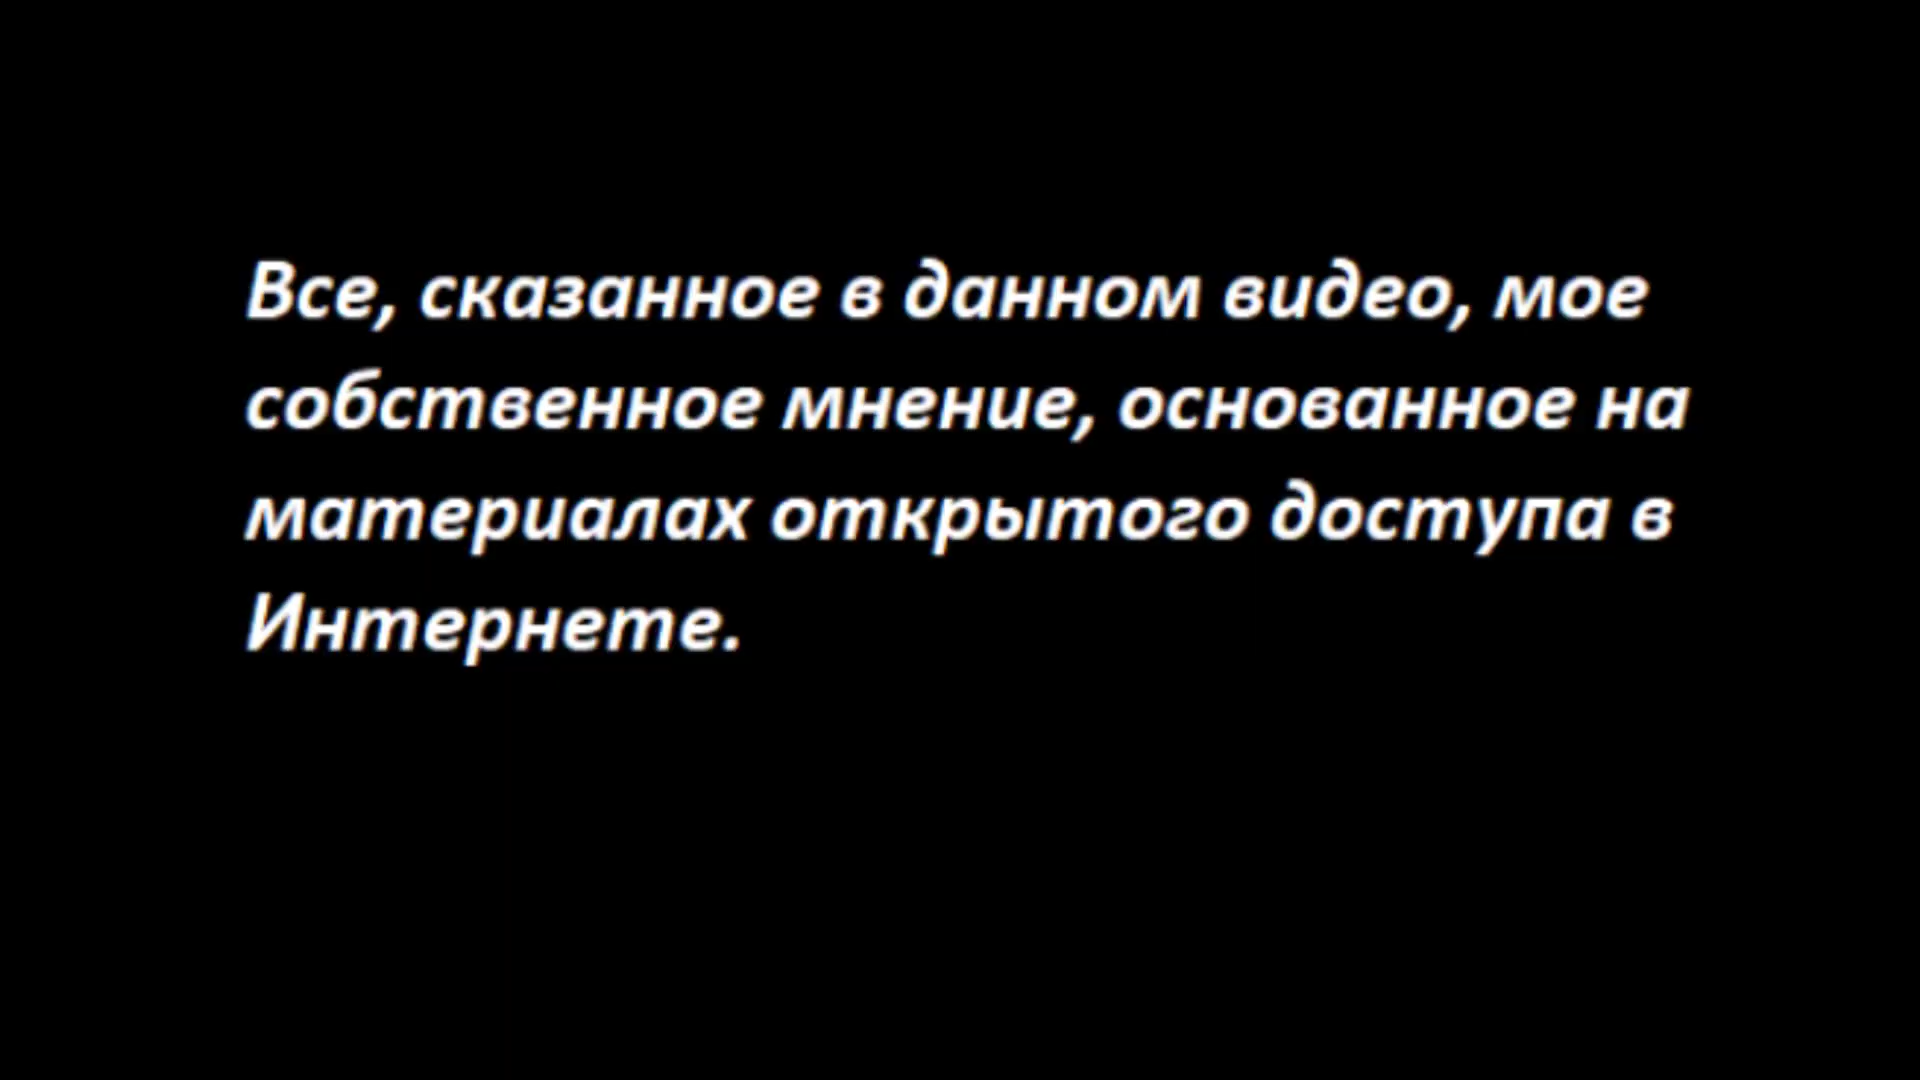 Все, сказанное в данном видео, мое
собственное мнение, основанное на
материалах открытого доступа в
Интернете.